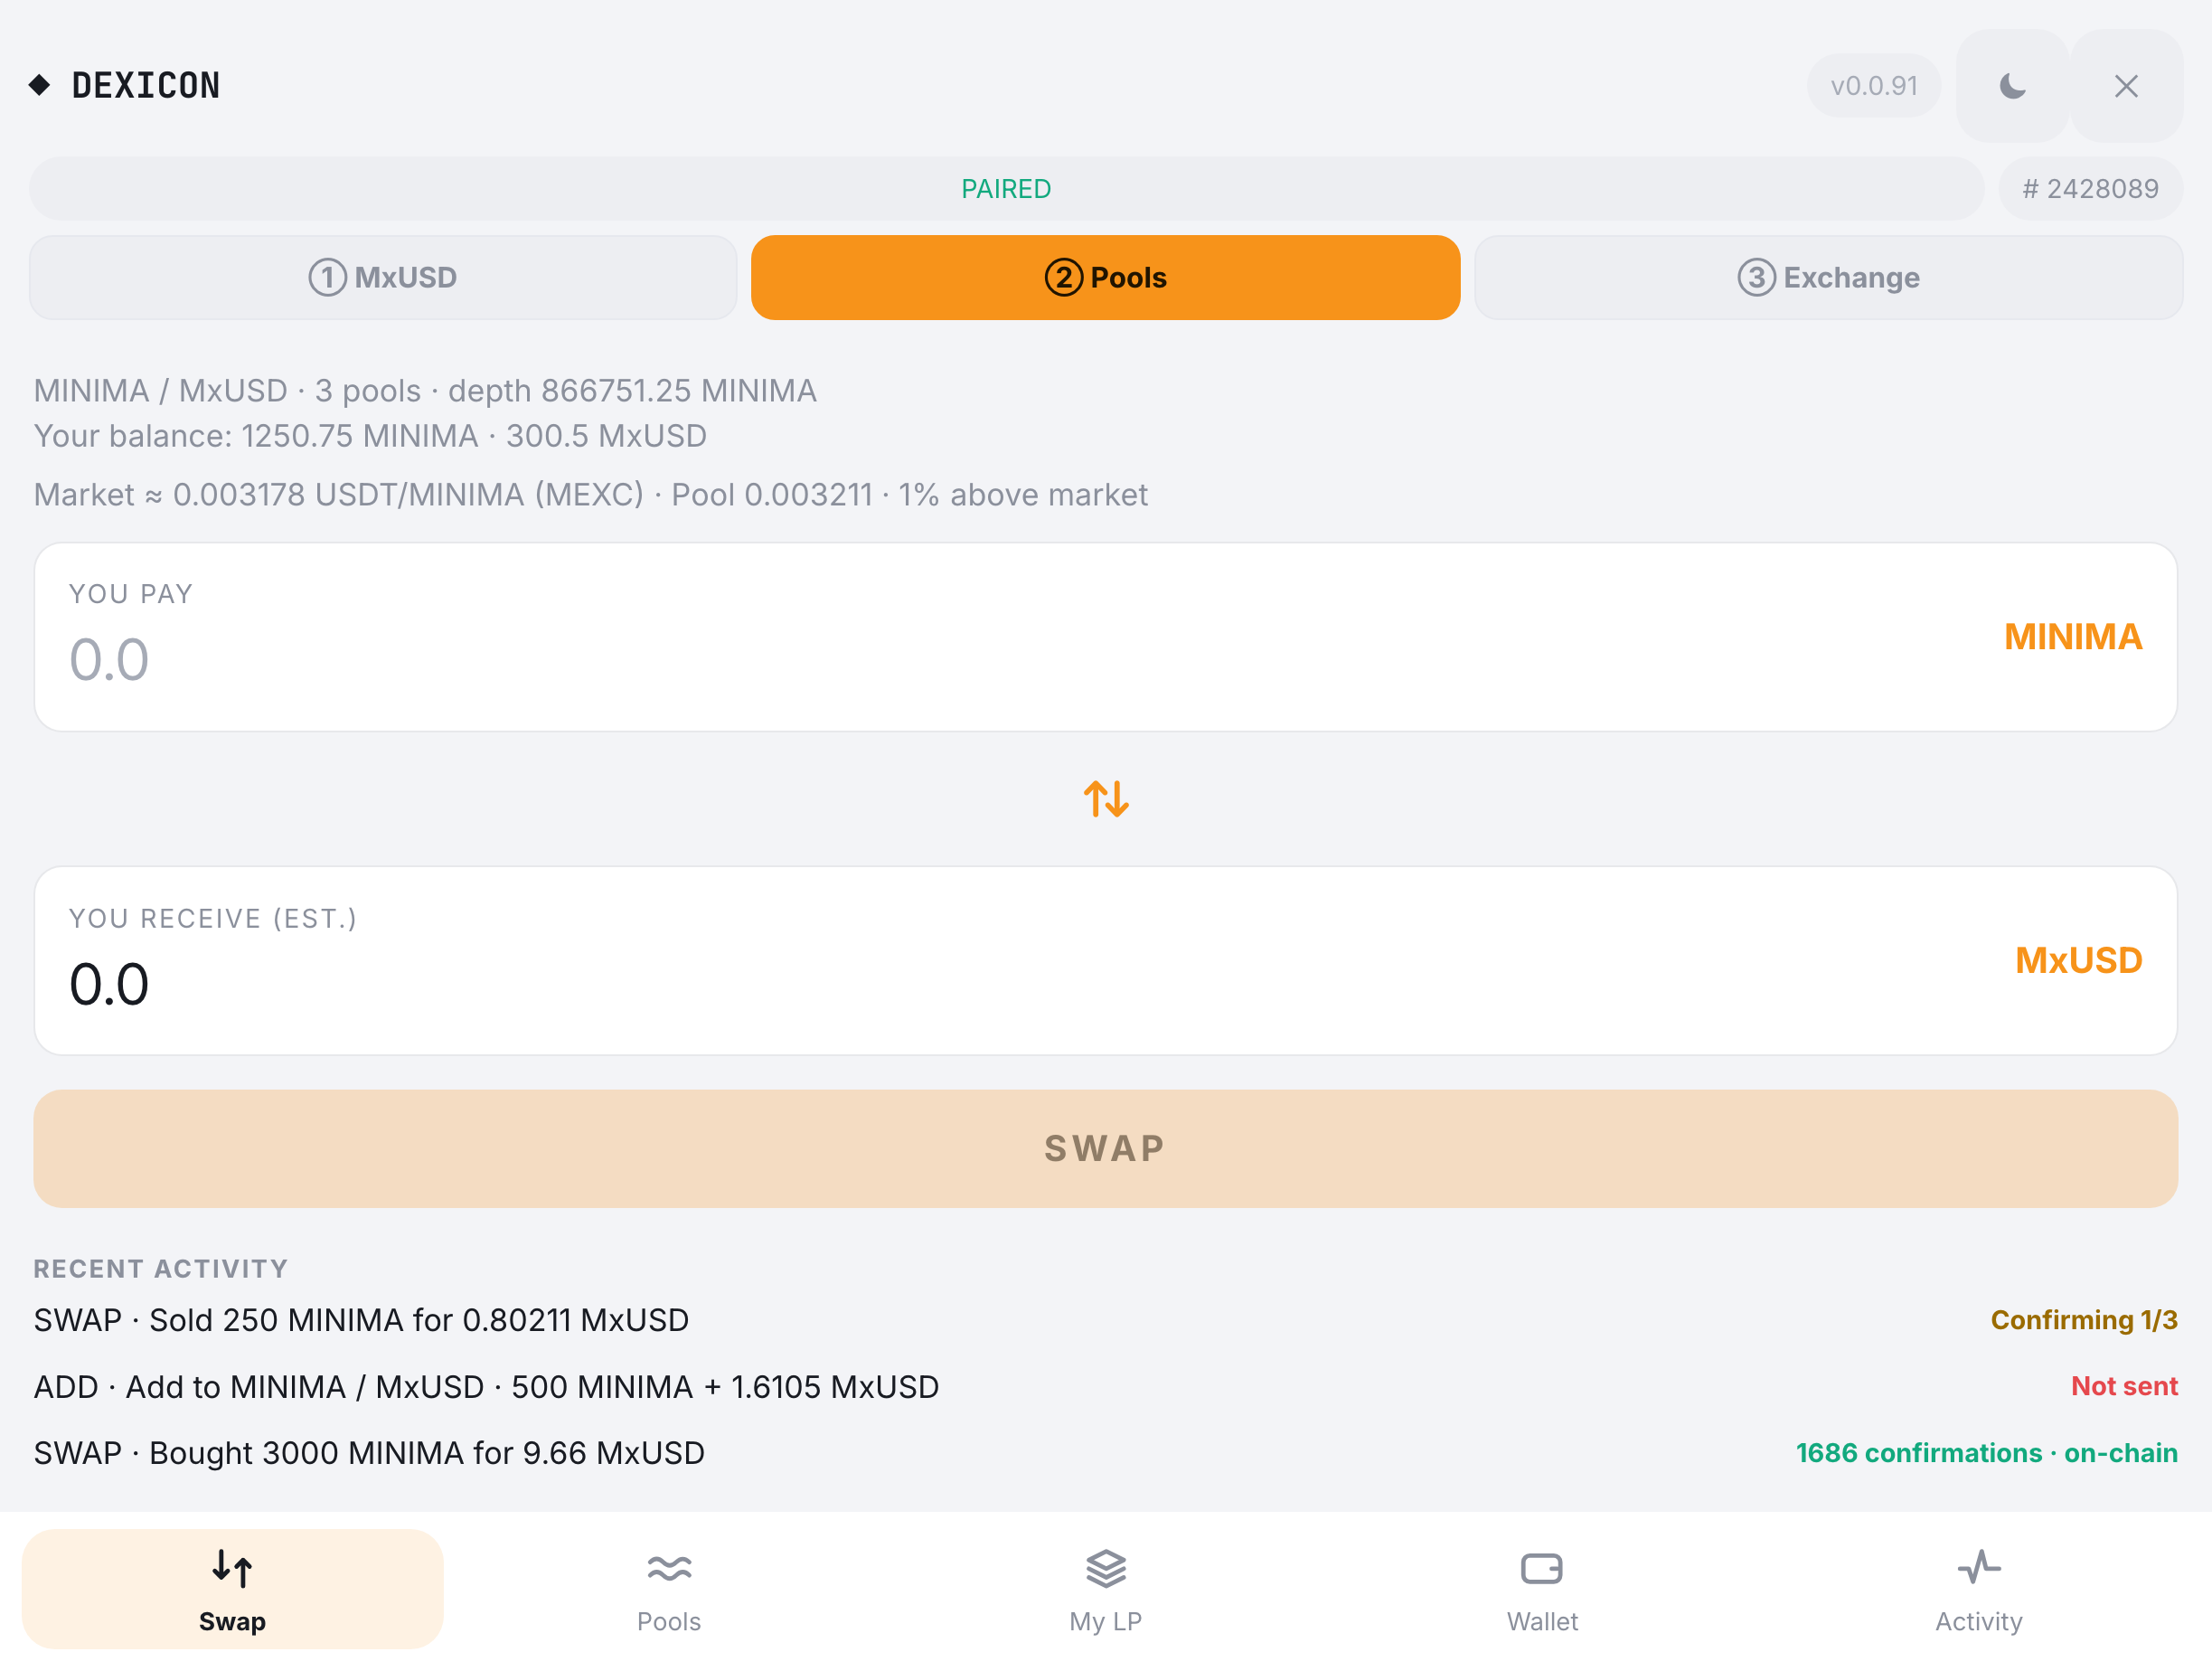 ◆ DEXICON
v0.0.91
PAIRED
# 2428089
① MxUSD
② Pools
③ Exchange
MINIMA / MxUSD · 3 pools · depth 866751.25 MINIMA
Your balance: 1250.75 MINIMA · 300.5 MxUSD
Market ≈ 0.003178 USDT/MINIMA (MEXC) · Pool 0.003211 · 1% above market
YOU PAY
0.0
MINIMA
YOU RECEIVE (EST.)
0.0
MxUSD
SWAP
RECENT ACTIVITY
SWAP · Sold 250 MINIMA for 0.80211 MxUSD
Confirming 1/3
ADD · Add to MINIMA / MxUSD · 500 MINIMA + 1.6105 MxUSD
Not sent
SWAP · Bought 3000 MINIMA for 9.66 MxUSD
1686 confirmations · on-chain
Swap
Pools
My LP
Wallet
Activity